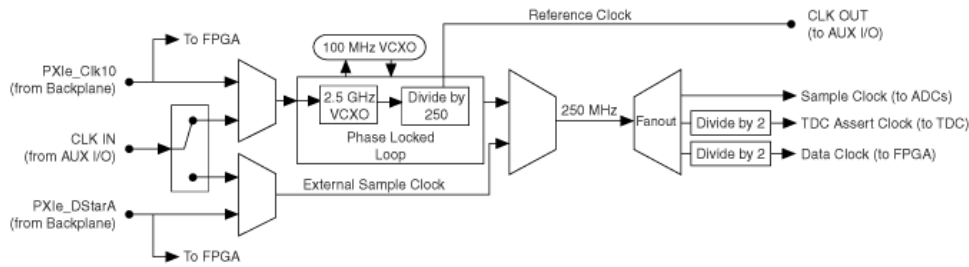 To FPGA
Reference Clock
CLK OUT
(to AUX I/O)
100 MHz VCXO
PXIe_Clk10
(from Backplane)
2.5 GHz
VCXO
Divide by
250
Phase Locked
Loop
CLK IN
(from AUX I/O)
250 MHz
Fanout
Sample Clock (to ADCs)
Divide by 2
TDC Assert Clock (to TDC)
Divide by 2
Data Clock (to FPGA)
External Sample Clock
PXIe_DStarA
(from Backplane)
To FPGA